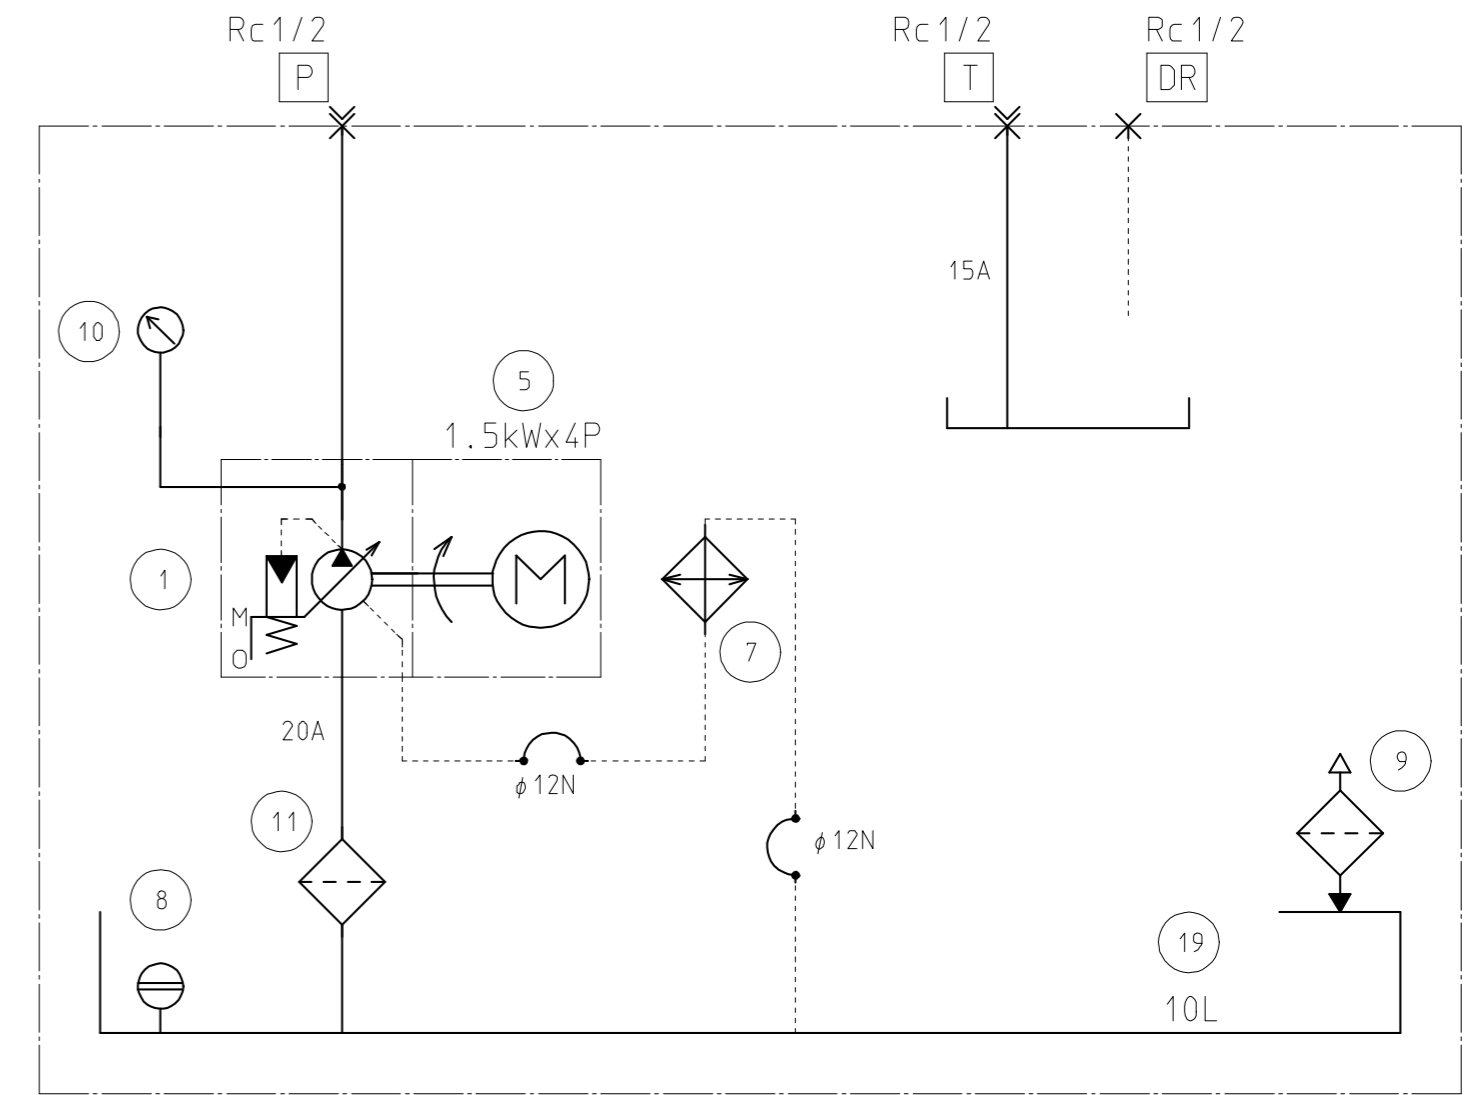 Rc1/2 Rc1/2 Rc1/2
P T DR
15A
10
5
1.5kWx4P
1
M
O
7
20A
φ12N
9
11
φ12N
8
19
10L
M